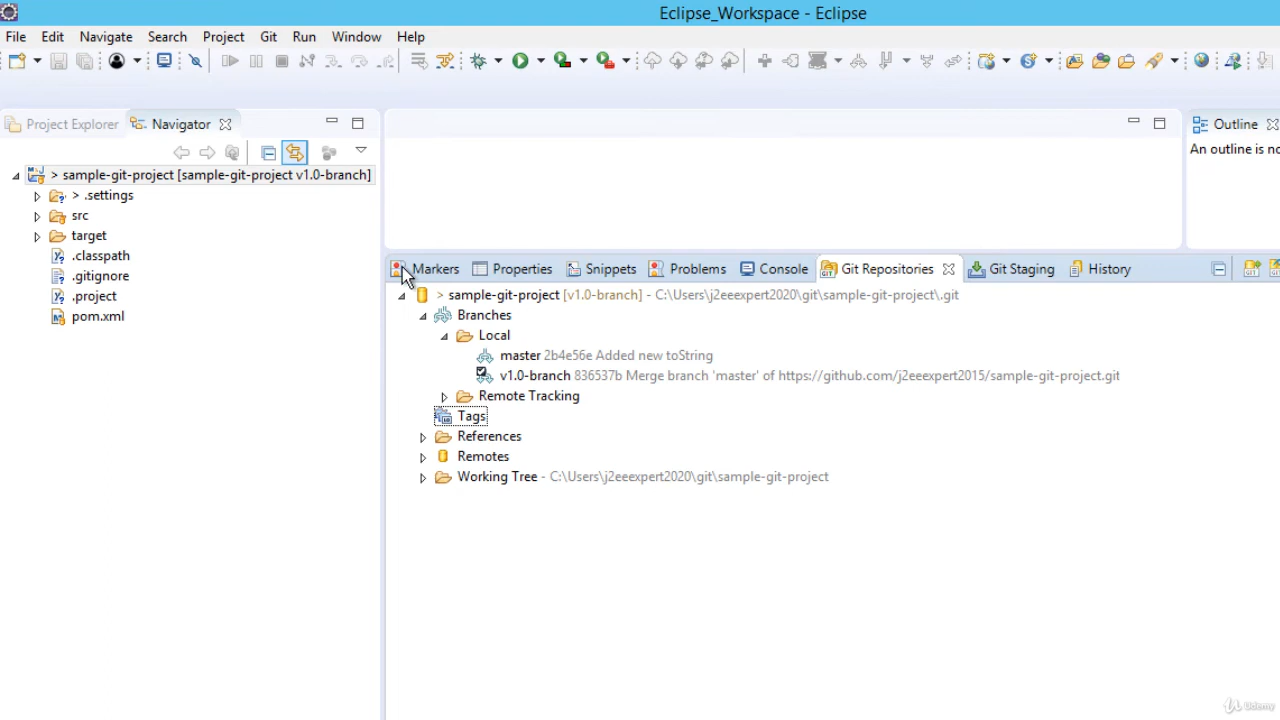 Eclipse_Workspace - Eclipse
File Edit Navigate Search Project Git Run Window Help
Project Explorer Navigator
> sample-git-project [sample-git-project v1.0-branch]
> .settings
src
target
.classpath
.gitignore
.project
pom.xml
Outline
An outline is no
Markers Properties Snippets Problems Console Git Repositories Git Staging History
> sample-git-project [v1.0-branch] - C:\Users\j2eeexpert2020\git\sample-git-project\.git
Branches
Local
master 2b4e56e Added new toString
v1.0-branch 836537b Merge branch 'master' of https://github.com/j2eeexpert2015/sample-git-project.git
Remote Tracking
Tags
References
Remotes
Working Tree - C:\Users\j2eeexpert2020\git\sample-git-project
Udemy